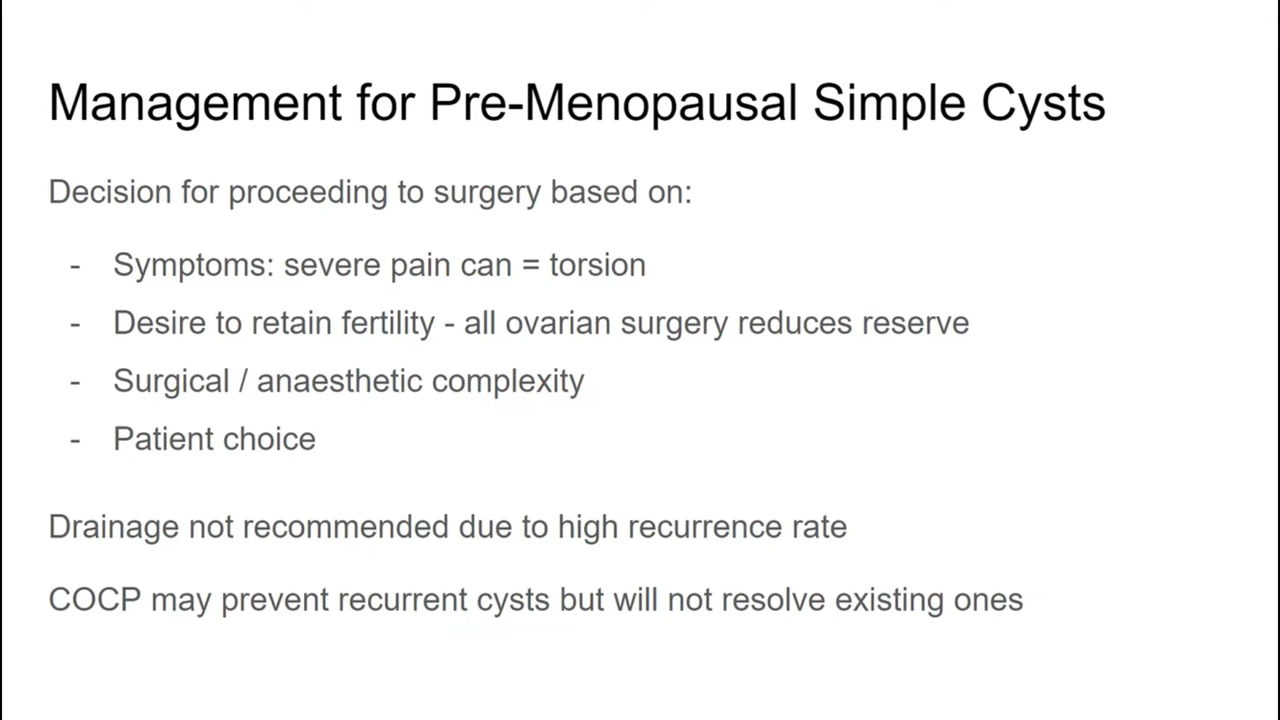 Management for Pre-Menopausal Simple Cysts
Decision for proceeding to surgery based on:
- Symptoms: severe pain can = torsion
- Desire to retain fertility - all ovarian surgery reduces reserve
- Surgical / anaesthetic complexity
- Patient choice
Drainage not recommended due to high recurrence rate
COCP may prevent recurrent cysts but will not resolve existing ones